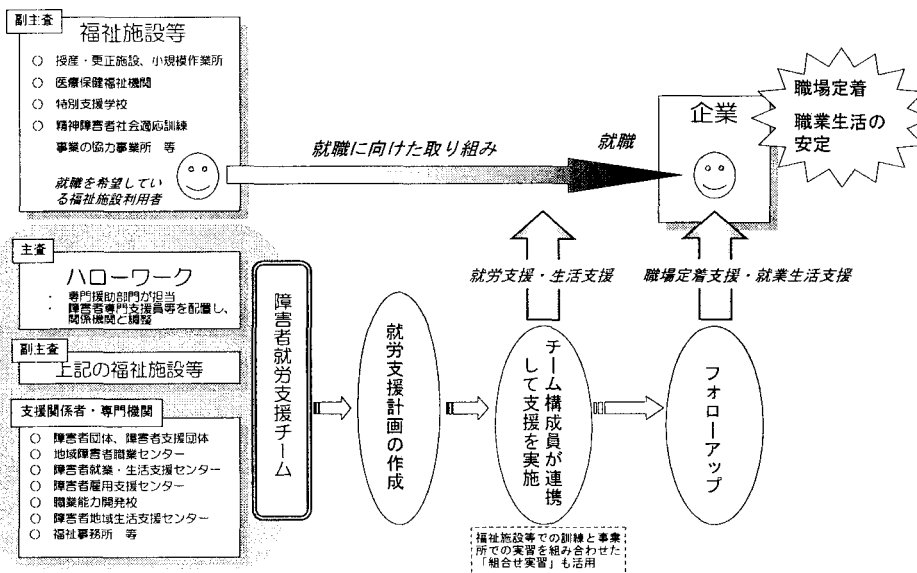 副主査
福祉施設等
○ 授産・更正施設、小規模作業所
○ 医療保健福祉機関
○ 特別支援学校
○ 精神障害者社会適応訓練
事業の協力事業所 等
就職を希望してい
る福祉施設利用者
就職に向けた取り組み
就職
企業
職場定着
職業生活の
安定
主査
ハローワーク
・ 専門援助部門が担当
・ 障害者専門支援員等を配置し、
関係機関と調整
副主査
上記の福祉施設等
支援関係者・専門機関
○ 障害者団体、障害者支援団体
○ 地域障害者職業センター
○ 障害者就業・生活支援センター
○ 障害者雇用支援センター
○ 職業能力開発校
○ 障害者地域生活支援センター
○ 福祉事務所 等
障害者就労支援チーム
就労支援計画の作成
就労支援・生活支援
チーム構成員が連携
して支援を実施
福祉施設等での訓練と事業
所での実習を組み合わせた
「組合せ実習」も活用
職場定着支援・就業生活支援
フォローアップ